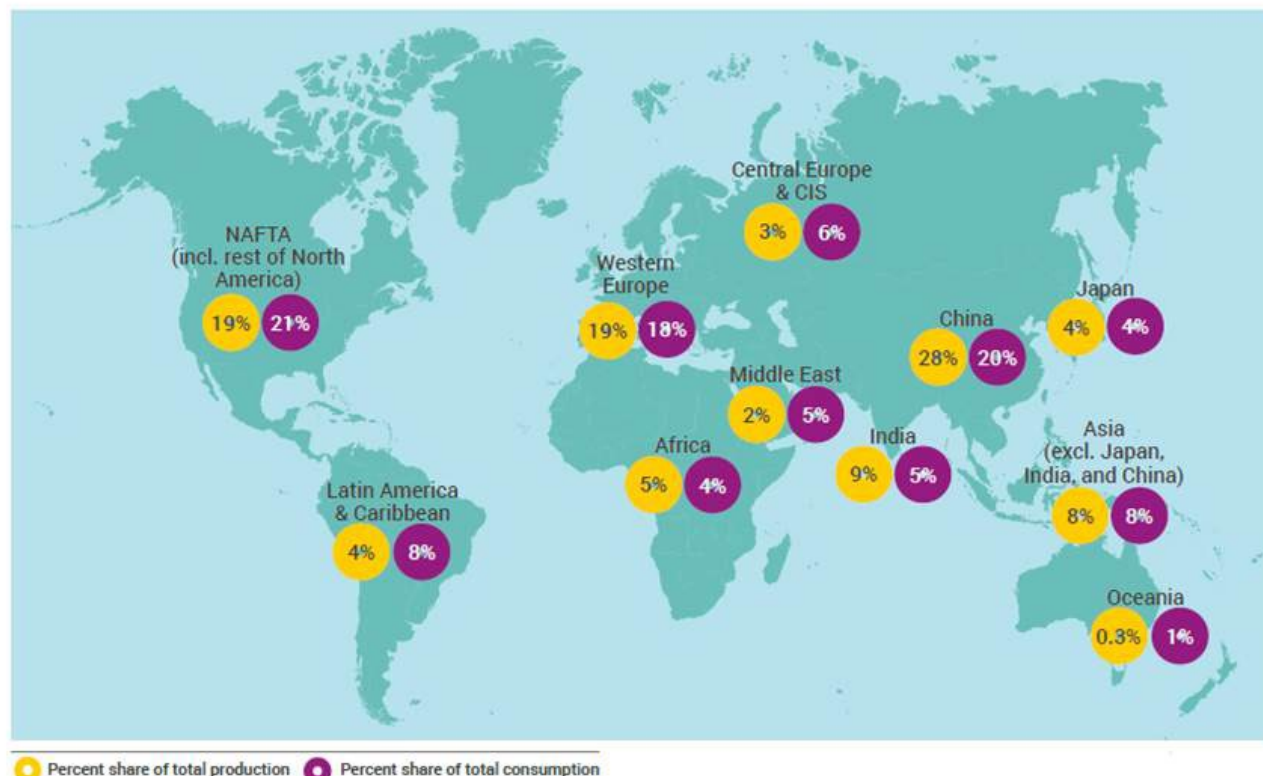 Central Europe
& CIS
3% 6%
NAFTA
(incl. rest of North
America)
19% 21%
Western
Europe
19% 18%
Japan
4% 4%
China
28% 20%
Middle East
2% 5%
India
9% 5%
Africa
5% 4%
Asia
(excl. Japan,
India, and China)
8% 8%
Latin America
& Caribbean
4% 8%
Oceania
0.3% 1%
Percent share of total production Percent share of total consumption